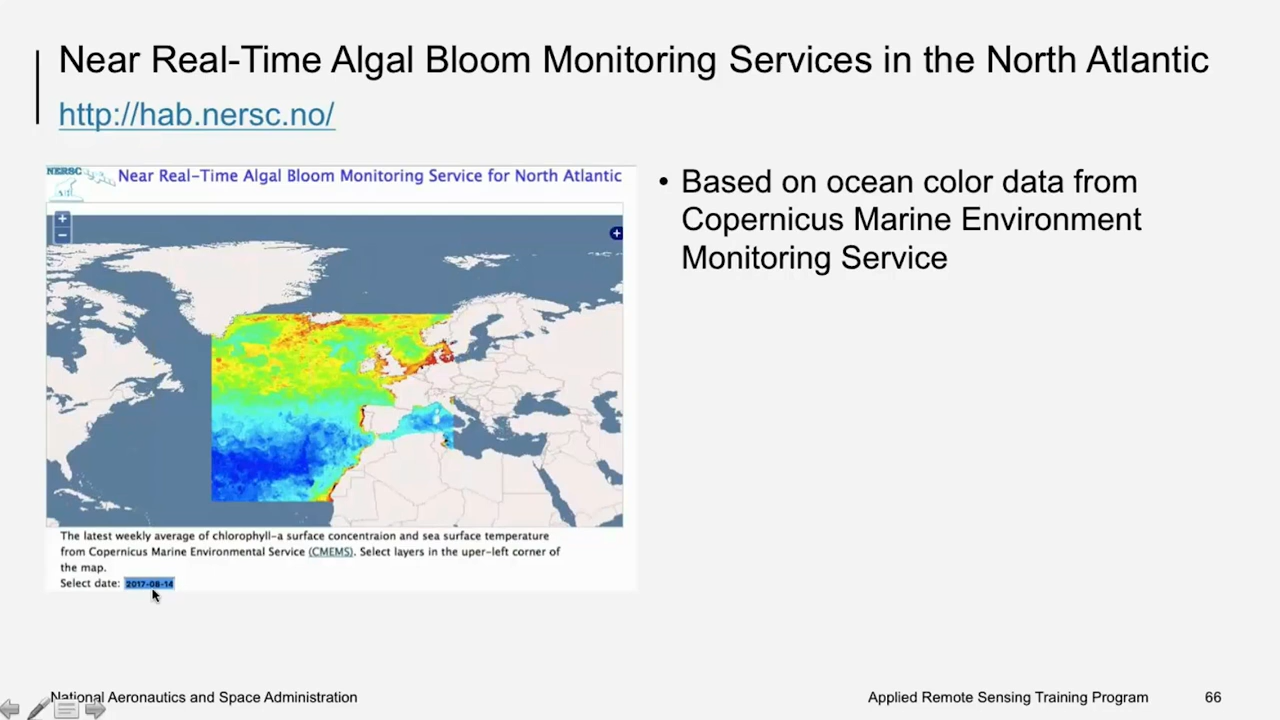 Near Real-Time Algal Bloom Monitoring Services in the North Atlantic
http://hab.nersc.no/
NERSC
Near Real-Time Algal Bloom Monitoring Service for North Atlantic
+
−
+
The latest weekly average of chlorophyll-a surface concentraion and sea surface temperature
from Copernicus Marine Environmental Service (CMEMS). Select layers in the uper-left corner of
the map.
Select date: 2017-08-14
• Based on ocean color data from
Copernicus Marine Environment
Monitoring Service
National Aeronautics and Space Administration
Applied Remote Sensing Training Program
66